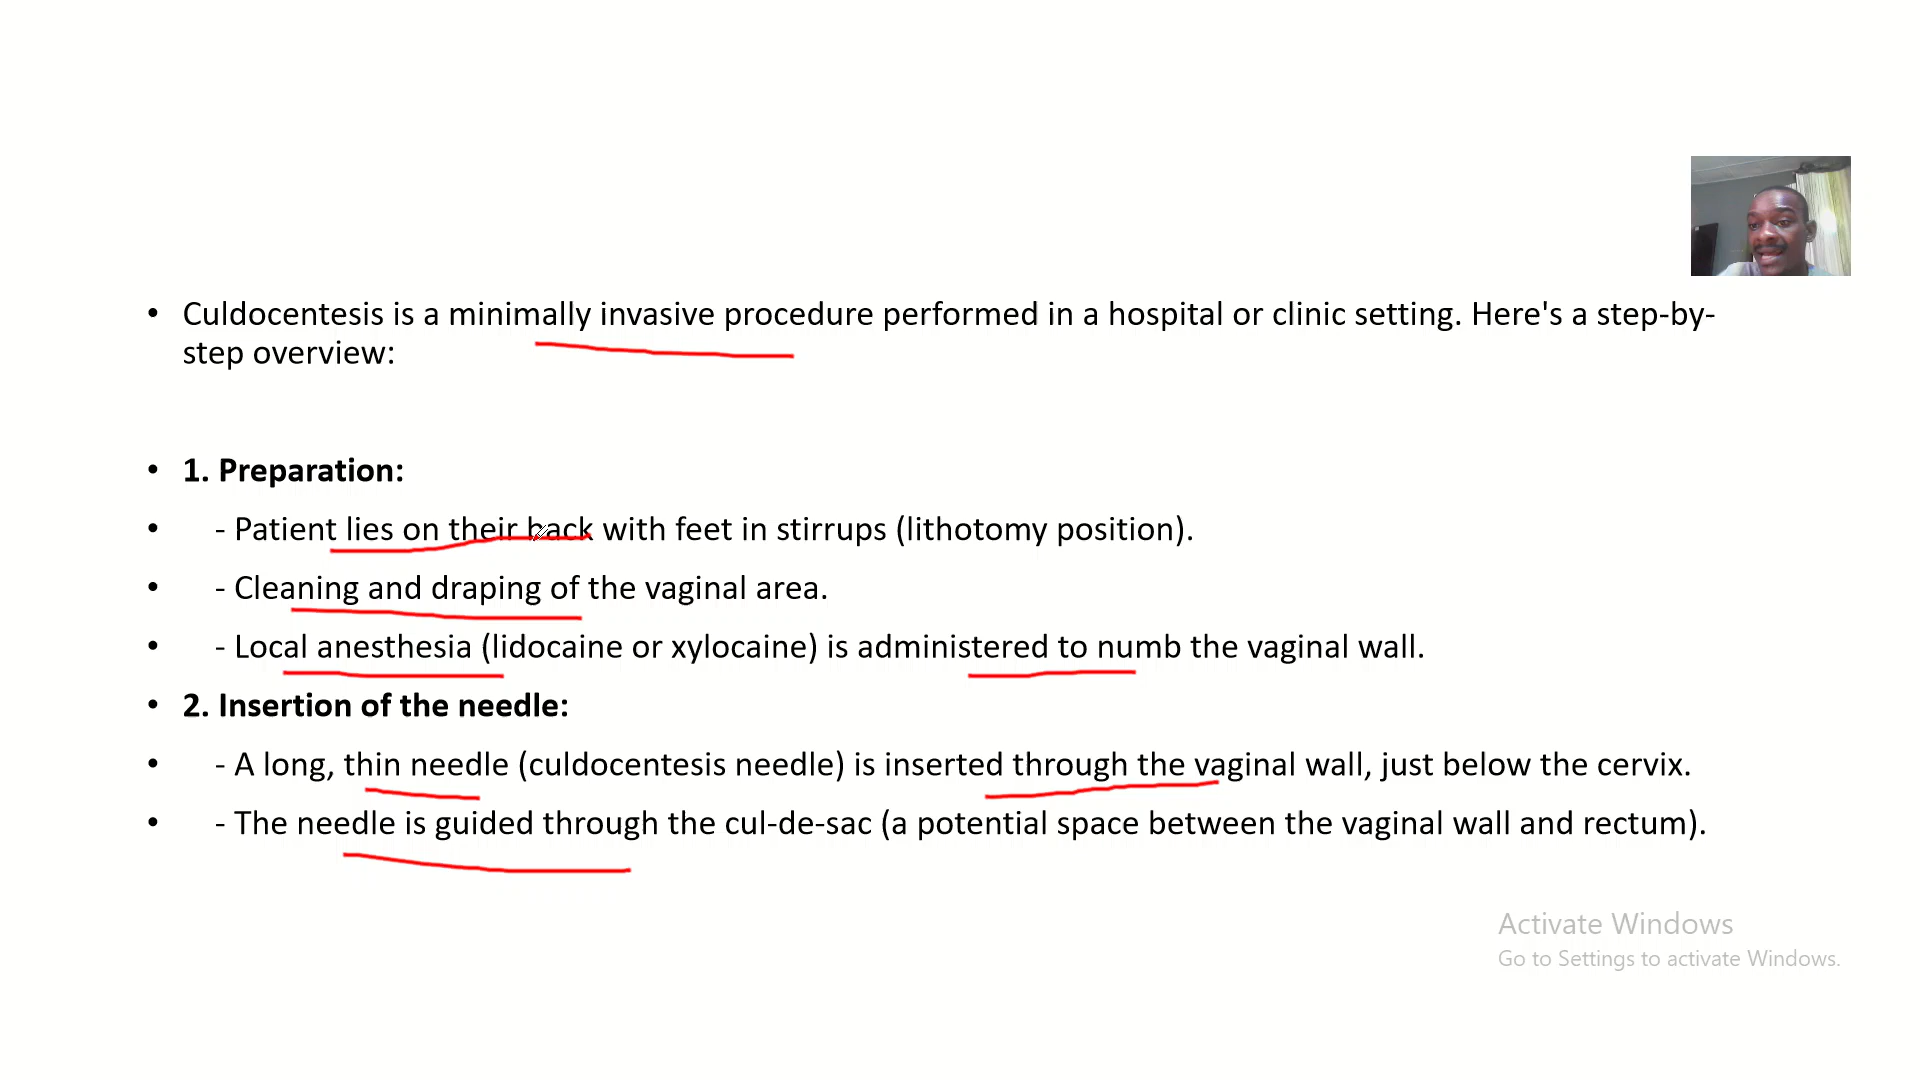 • Culdocentesis is a minimally invasive procedure performed in a hospital or clinic setting. Here's a step-by-
step overview:
• 1. Preparation:
• - Patient lies on their back with feet in stirrups (lithotomy position).
• - Cleaning and draping of the vaginal area.
• - Local anesthesia (lidocaine or xylocaine) is administered to numb the vaginal wall.
• 2. Insertion of the needle:
• - A long, thin needle (culdocentesis needle) is inserted through the vaginal wall, just below the cervix.
• - The needle is guided through the cul-de-sac (a potential space between the vaginal wall and rectum).
Activate Windows
Go to Settings to activate Windows.